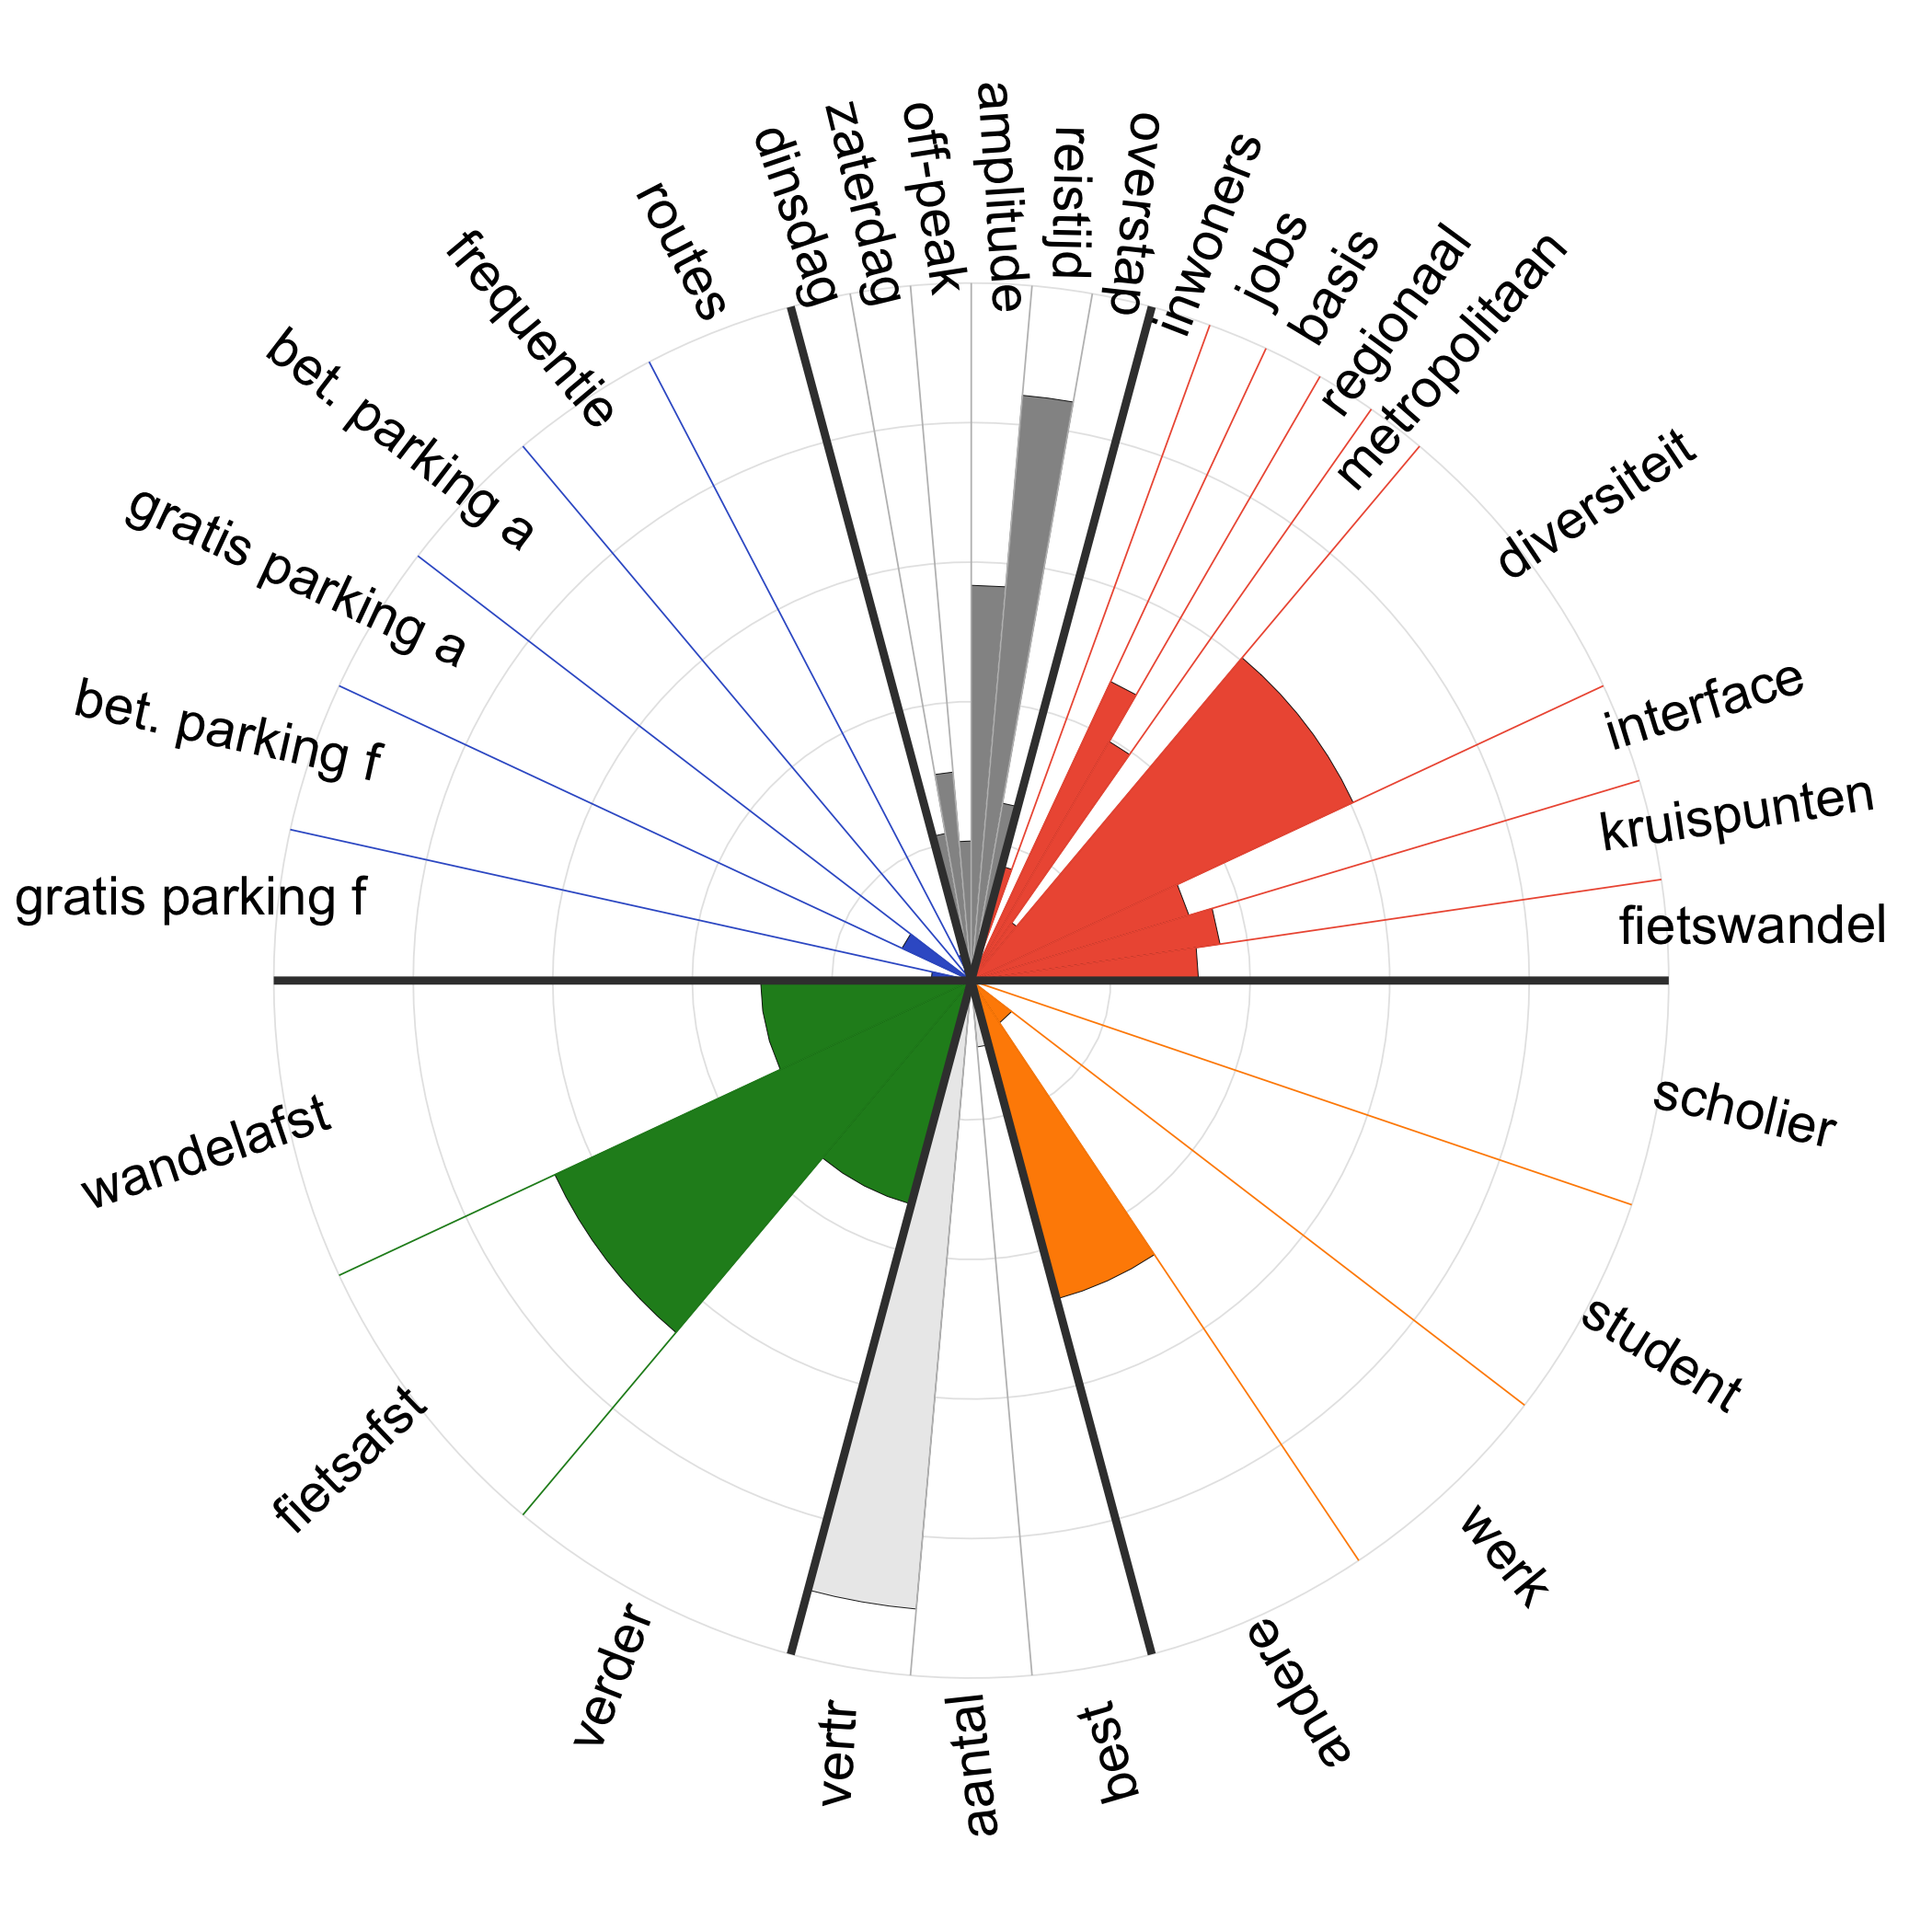 dinsdag
zaterdag
off-peak
amplitude
reistijd
overstap
inwoners
jobs
basis
regionaal
metropolitaan
diversiteit
interface
kruispunten
fietswandel
scholier
student
werk
andere
best
aantal
vertr
verder
fietsafst
wandelafst
gratis parking f
bet. parking f
gratis parking a
bet. parking a
frequentie
routes